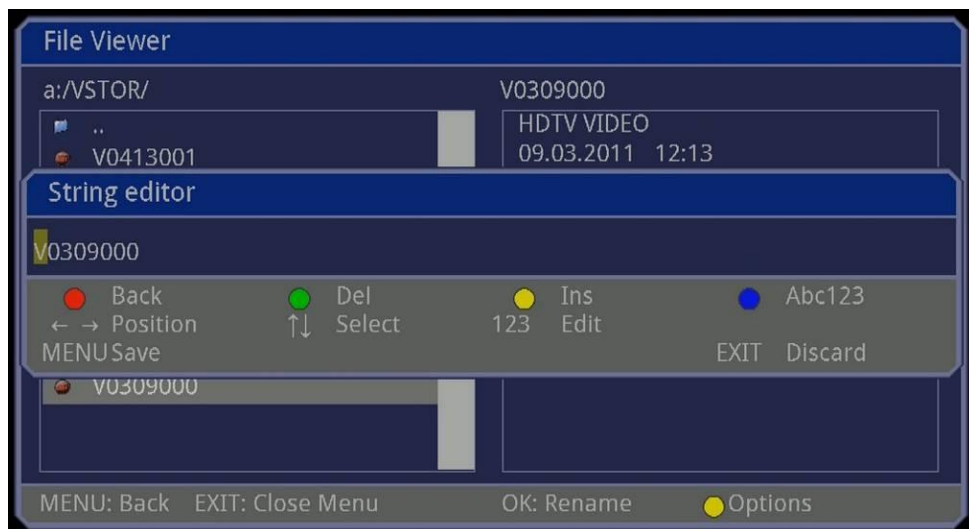 File Viewer
a:/VSTOR/ V0309000
.. HDTV VIDEO
V0413001 09.03.2011 12:13
String editor
V0309000
Back Del Ins Abc123
← → Position ↑↓ Select 123 Edit
MENU Save EXIT Discard
V0309000
MENU: Back EXIT: Close Menu OK: Rename Options